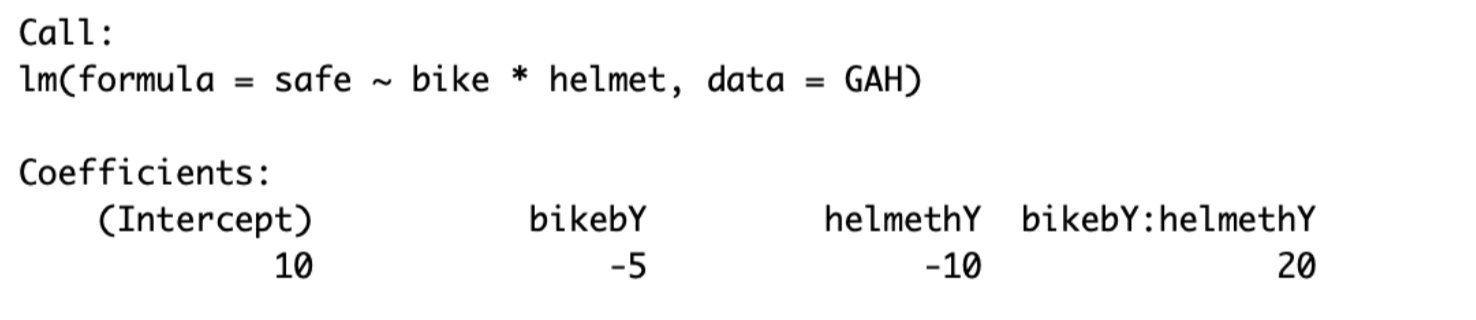 Call:
lm(formula = safe ~ bike * helmet, data = GAH)
Coefficients:
(Intercept) bikebY helmethY bikebY:helmethY
10 -5 -10 20